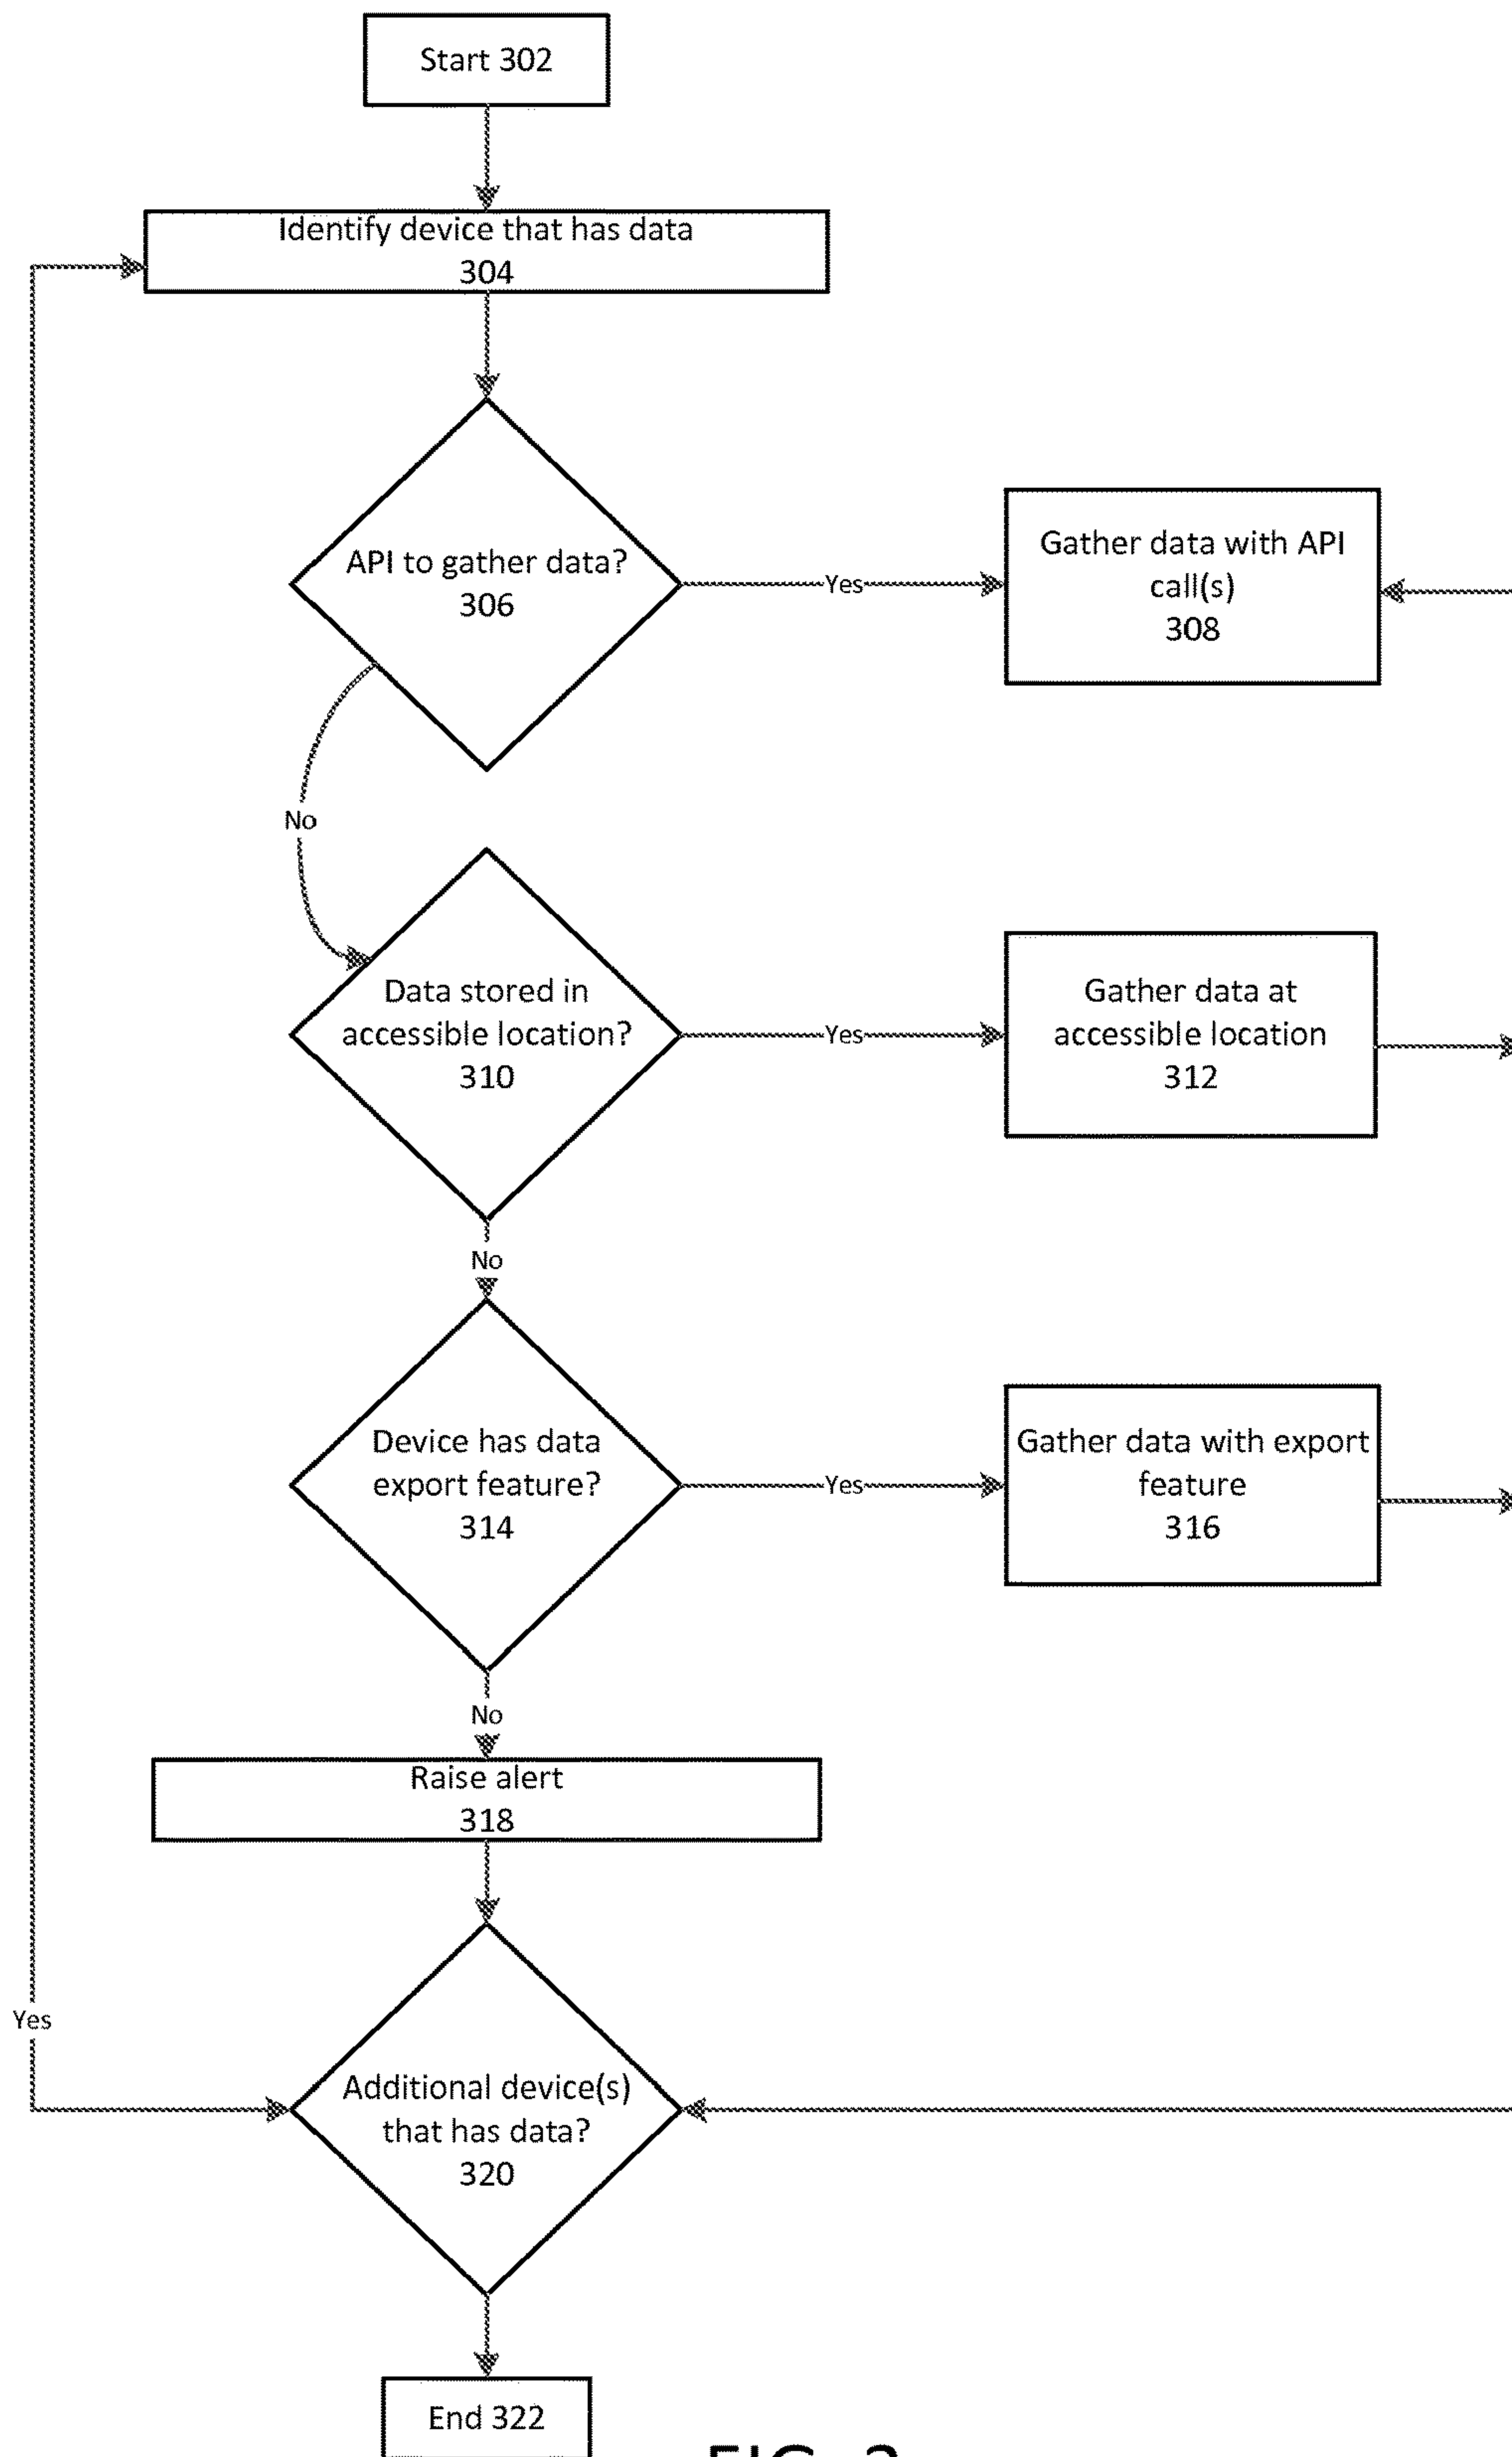 Start 302
Identify device that has data
304
API to gather data?
306
Yes
Gather data with API
call(s)
308
No
Data stored in
accessible location?
310
Yes
Gather data at
accessible location
312
No
Device has data
export feature?
314
Yes
Gather data with export
feature
316
No
Raise alert
318
Yes
Additional device(s)
that has data?
320
End 322
FIG.